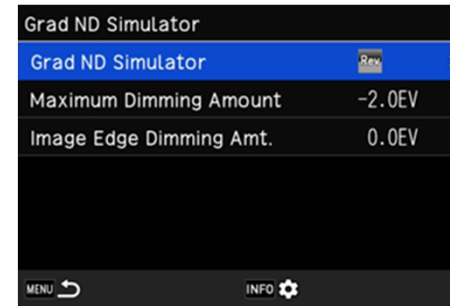 Grad ND Simulator
Grad ND Simulator Rev.
Maximum Dimming Amount -2.0EV
Image Edge Dimming Amt. 0.0EV
MENU INFO